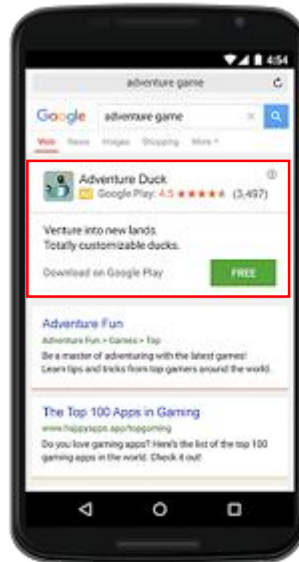 4:54
adventure game
Google
adventure game
Web News Images Shopping More
Adventure Duck
Ad Google Play: 4.5 ★★★★★ (3,497)
Venture into new lands.
Totally customizable ducks.
Download on Google Play
FREE
Adventure Fun
Adventure Fun > Games > Top
Be a master of adventuring with the latest games!
Learn tips and tricks from top gamers around the world.
The Top 100 Apps in Gaming
www.happyapps.app/topgaming
Do you love gaming apps? Here's the list of the top 100
gaming apps in the world. Check it out!